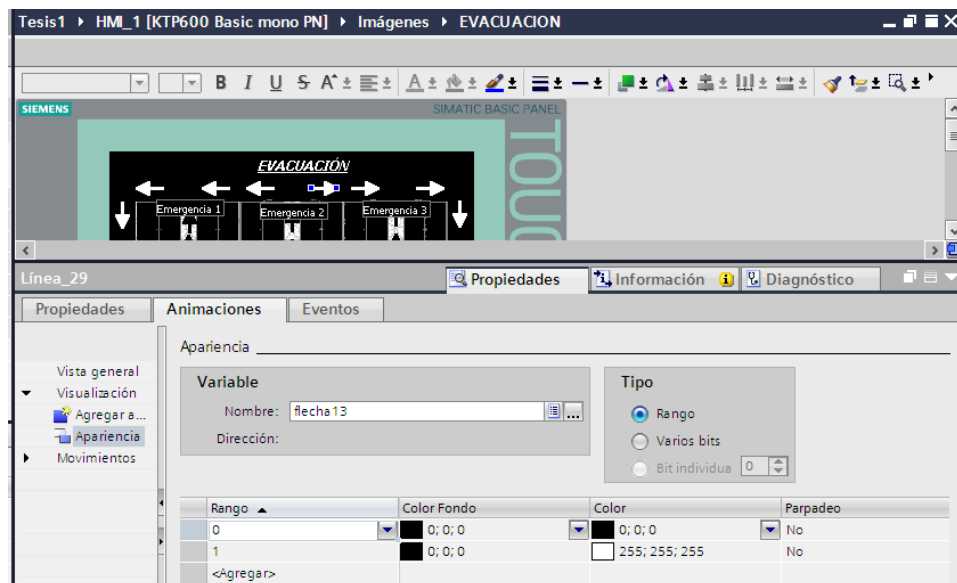 Tesis1 ▸ HMI_1 [KTP600 Basic mono PN] ▸ Imágenes ▸ EVACUACION
B I U S A A
SIEMENS SIMATIC BASIC PANEL
TOUC
EVACUACIÓN
Emergencia 1 Emergencia 2 Emergencia 3
Línea_29 Propiedades Información Diagnóstico
Propiedades Animaciones Eventos
Apariencia
Vista general
Visualización
Agregar a...
Apariencia
Movimientos
Variable
Nombre: flecha13 ...
Dirección:
Tipo
Rango
Varios bits
Bit individua 0
Rango Color Fondo Color Parpadeo
0 0; 0; 0 0; 0; 0 No
1 0; 0; 0 255; 255; 255 No
<Agregar>